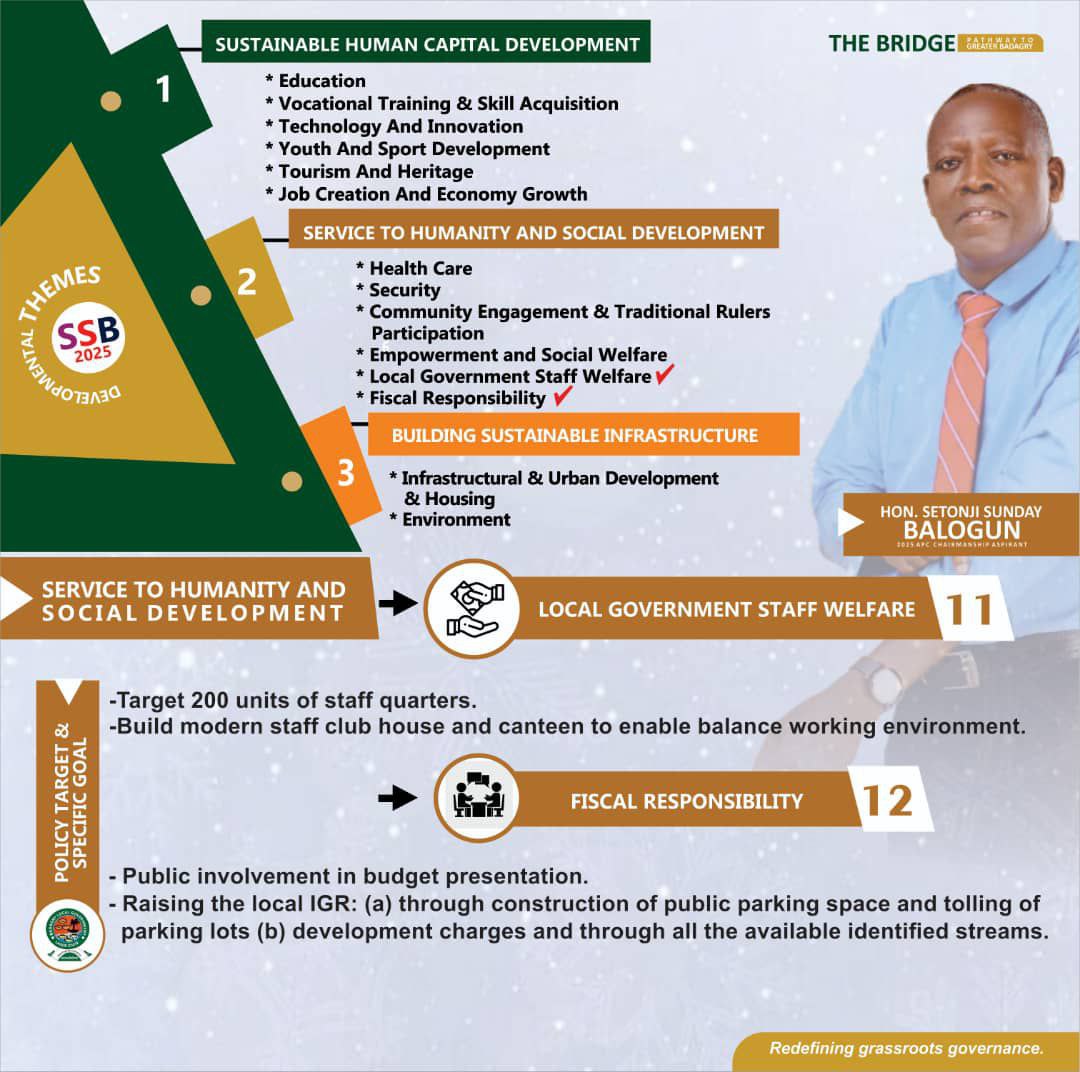 THE BRIDGE PATHWAY TO
GREATER BADAGRY
1
SUSTAINABLE HUMAN CAPITAL DEVELOPMENT
* Education
* Vocational Training & Skill Acquisition
* Technology And Innovation
* Youth And Sport Development
* Tourism And Heritage
* Job Creation And Economy Growth
2
SERVICE TO HUMANITY AND SOCIAL DEVELOPMENT
* Health Care
* Security
* Community Engagement & Traditional Rulers
Participation
* Empowerment and Social Welfare
* Local Government Staff Welfare ✓
* Fiscal Responsibility ✓
3
BUILDING SUSTAINABLE INFRASTRUCTURE
* Infrastructural & Urban Development
& Housing
* Environment
DEVELOPMENTAL THEMES
SSB
2025
HON. SETONJI SUNDAY
BALOGUN
2025 APC CHAIRMANSHIP ASPIRANT
SERVICE TO HUMANITY AND
SOCIAL DEVELOPMENT
LOCAL GOVERNMENT STAFF WELFARE 11
POLICY TARGET &
SPECIFIC GOAL
-Target 200 units of staff quarters.
-Build modern staff club house and canteen to enable balance working environment.
FISCAL RESPONSIBILITY 12
- Public involvement in budget presentation.
- Raising the local IGR: (a) through construction of public parking space and tolling of
parking lots (b) development charges and through all the available identified streams.
Redefining grassroots governance.